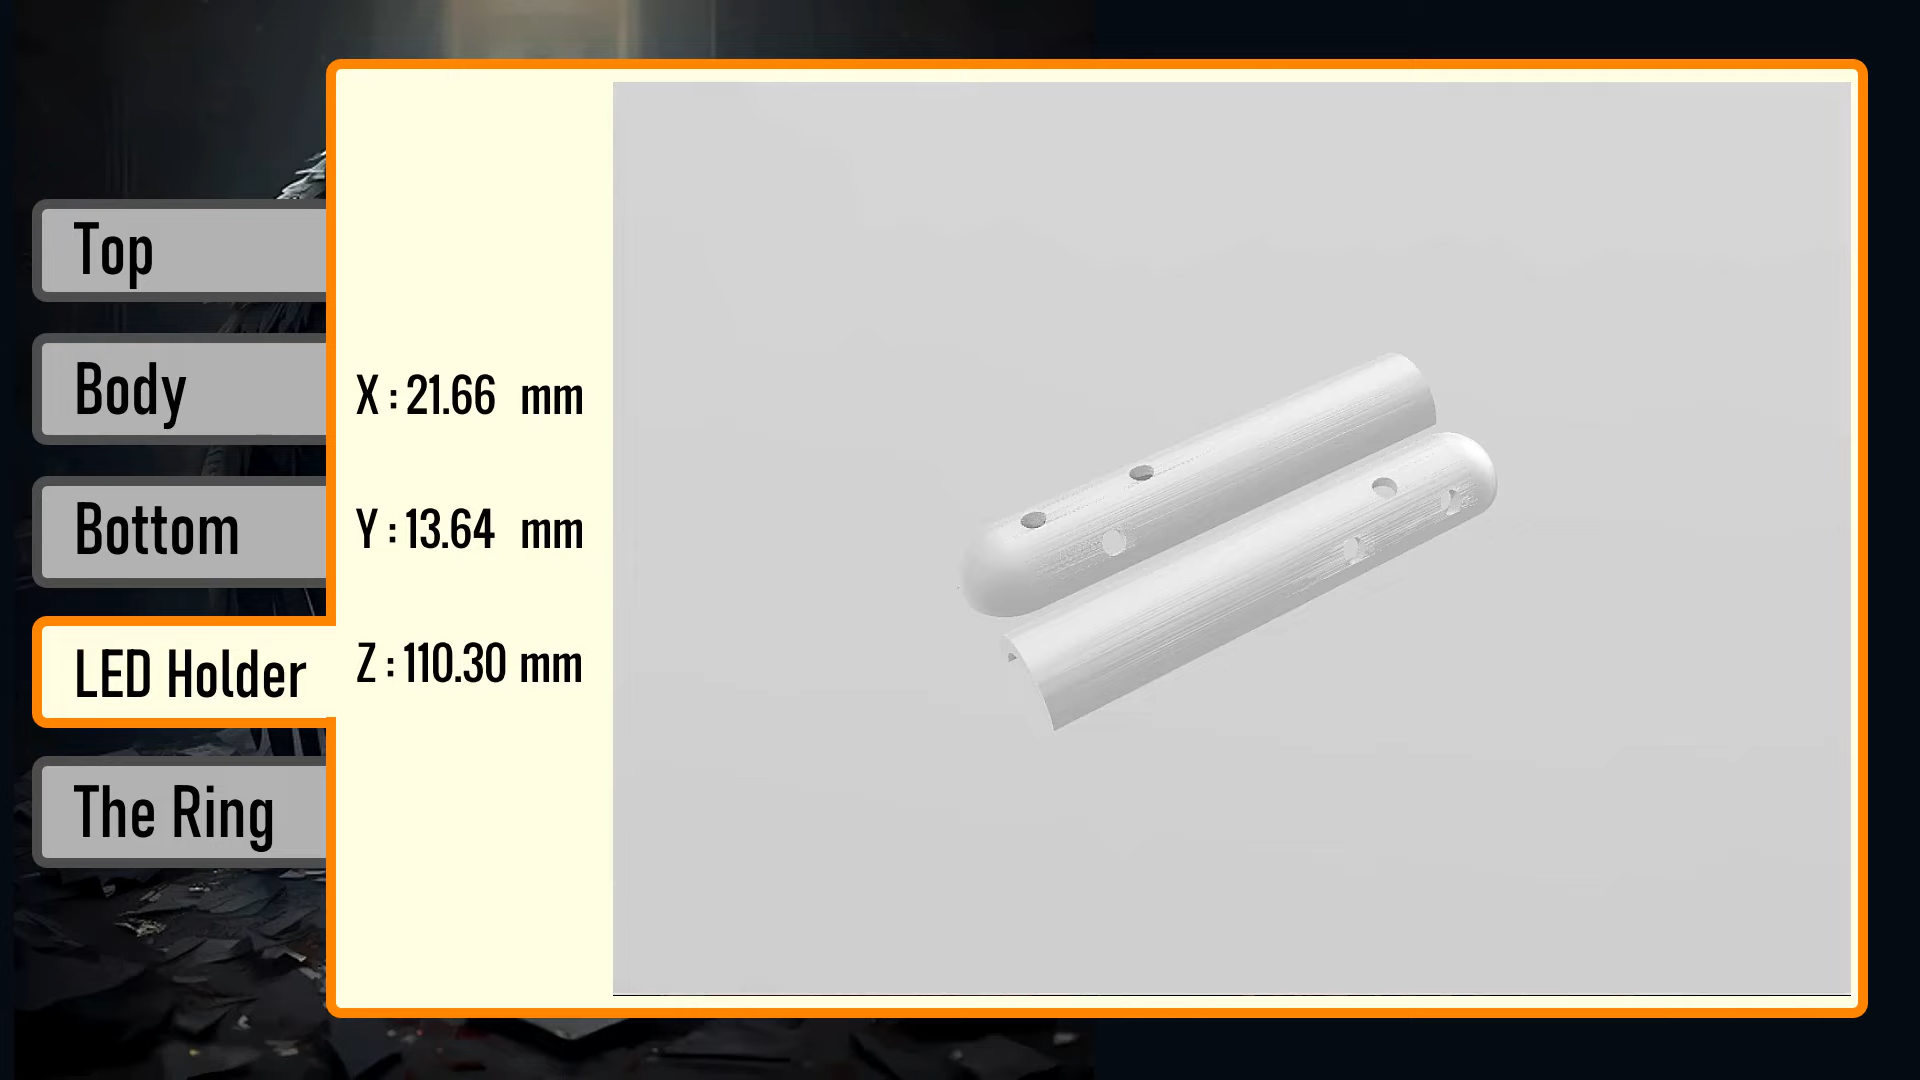 Top
Body
Bottom
LED Holder
The Ring
X : 21.66 mm
Y : 13.64 mm
Z : 110.30 mm